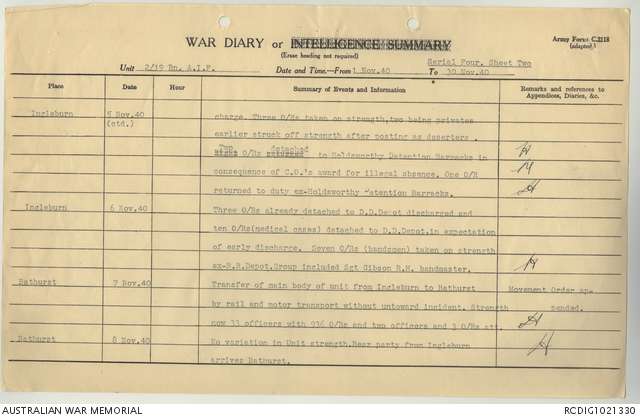 WAR DIARY or INTELLIGENCE SUMMARY
Army Form C.2118
(adapted)
(Erase heading not required)
Serial Four. Sheet Two
Unit 2/19 Bn. A.I.F. Date and Time.—From 1 Nov.40 To 30 Nov.40
Place Date Hour Summary of Events and Information Remarks and references to
Appendices, Diaries, &c.
Ingleburn 5 Nov.40 charge. Three O/Rs taken on strength, two being privates
(ctd.) earlier struck off strength after posting as deserters .
Two detached
O/Rs returned to Holdsworthy Detention Barracks in
consequence of C.O.'s award for illegal absence. One O/R
returned to duty ex-Holdsworthy Detention Barracks.
Ingleburn 6 Nov.40 Three O/Rs already detached to D.D.Depot discharged and
ten O/Rs(medical cases) detached to D.D.Depot.in expectation
of early discharge. Seven O/Rs (bandsmen) taken on strength
ex-R.R.Depot.Group included Sgt Gibson R.H. bandmaster.
Bathurst 7 Nov.40 Transfer of main body of unit from Ingleburn to Bathurst Movement Order app-
by rail and motor transport without untoward incident. Strength pended.
now 33 officers with 936 O/Rs and two officers and 3 O/Rs att.
Bathurst 8 Nov.40 No variation in Unit strength.Rear party from Ingleburn
arrives Bathurst.
AUSTRALIAN WAR MEMORIAL
RCDIG1021330